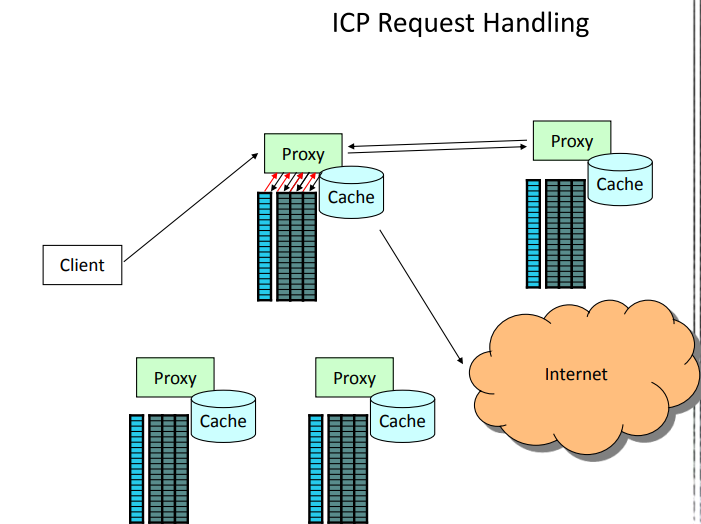 ICP Request Handling
Proxy
Proxy
Cache
Cache
Client
Internet
Proxy
Proxy
Cache
Cache